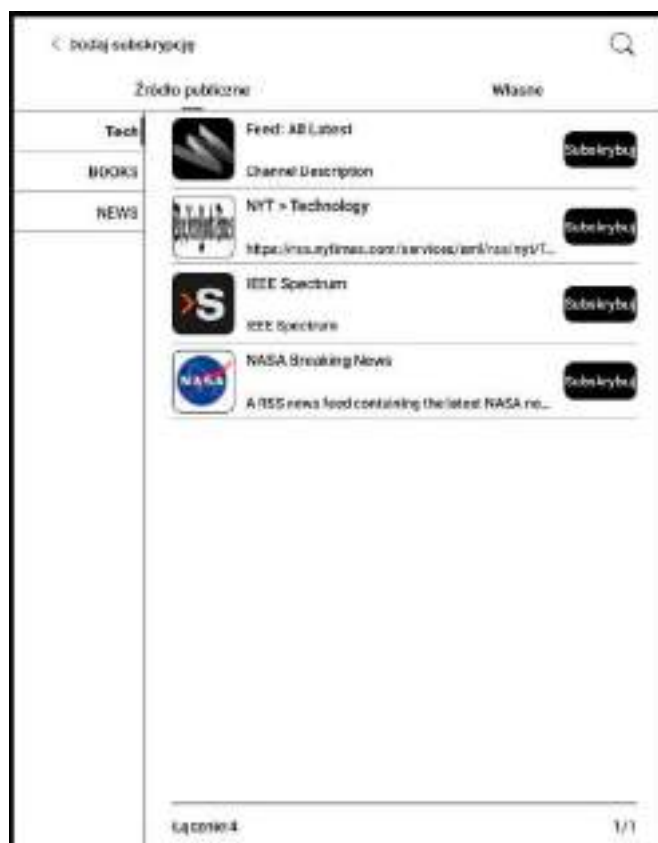 Dodaj subskrypcję
Źródło publiczne Własne
Tech
BOOKS
NEWS
Feed: All Latest
Channel Description
Subskrybuj
NYT > Technology
https://rss.nytimes.com/services/xml/rss/nyt/T...
Subskrybuj
IEEE Spectrum
IEEE Spectrum
Subskrybuj
NASA
NASA Breaking News
A RSS news feed containing the latest NASA ne...
Subskrybuj
Łącznie:4 1/1